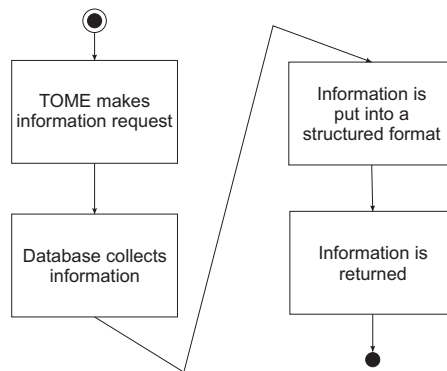 TOME makes
information request
Database collects
information
Information is
put into a
structured format
Information is
returned